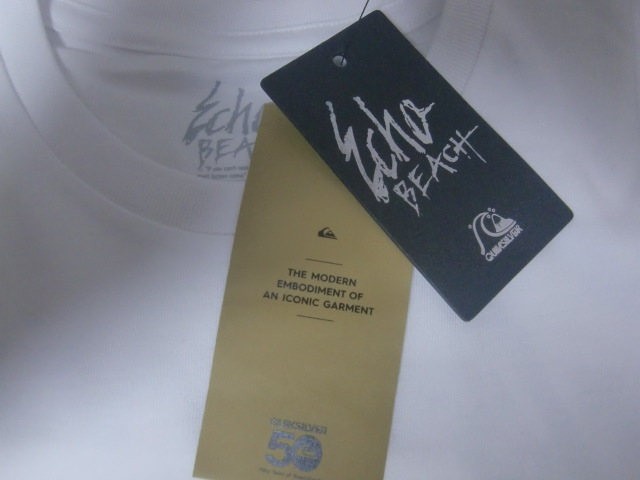 Echo
BEACH
Echo
BEACH
QUIKSILVER
THE MODERN
EMBODIMENT OF
AN ICONIC GARMENT
QUIKSILVER
50